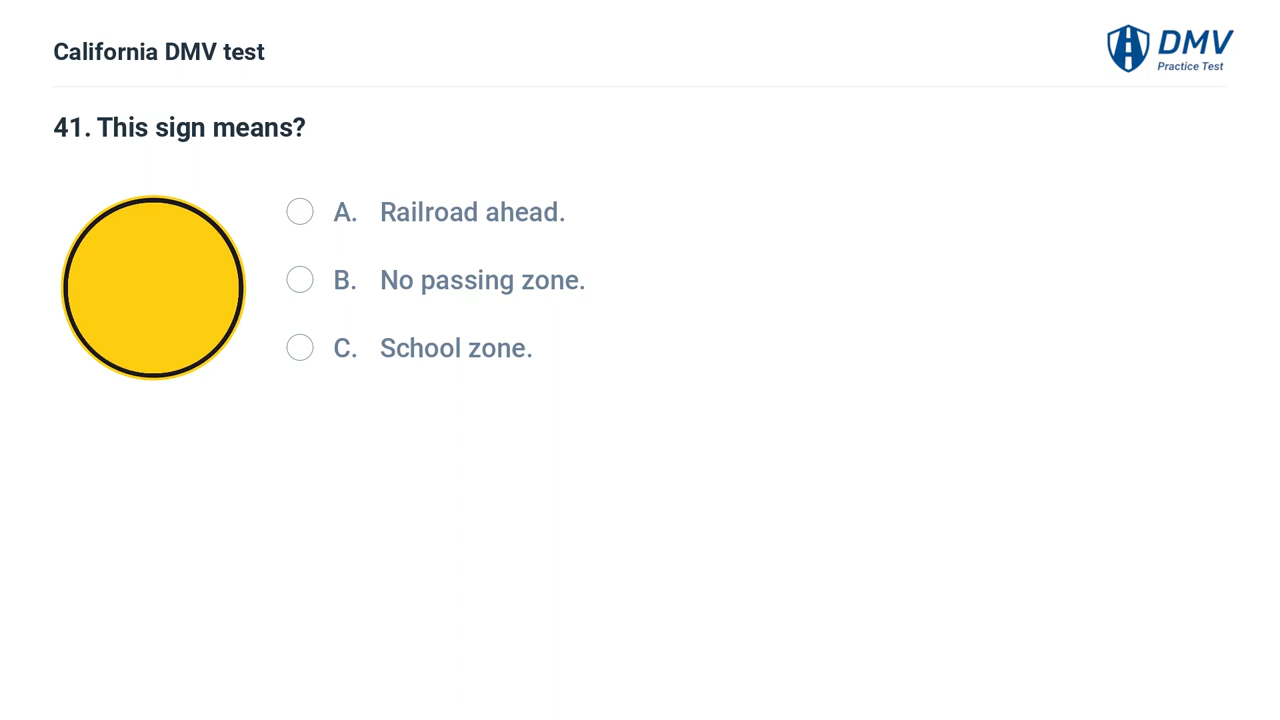 California DMV test
DMV
Practice Test
41. This sign means?
A. Railroad ahead.
B. No passing zone.
C. School zone.